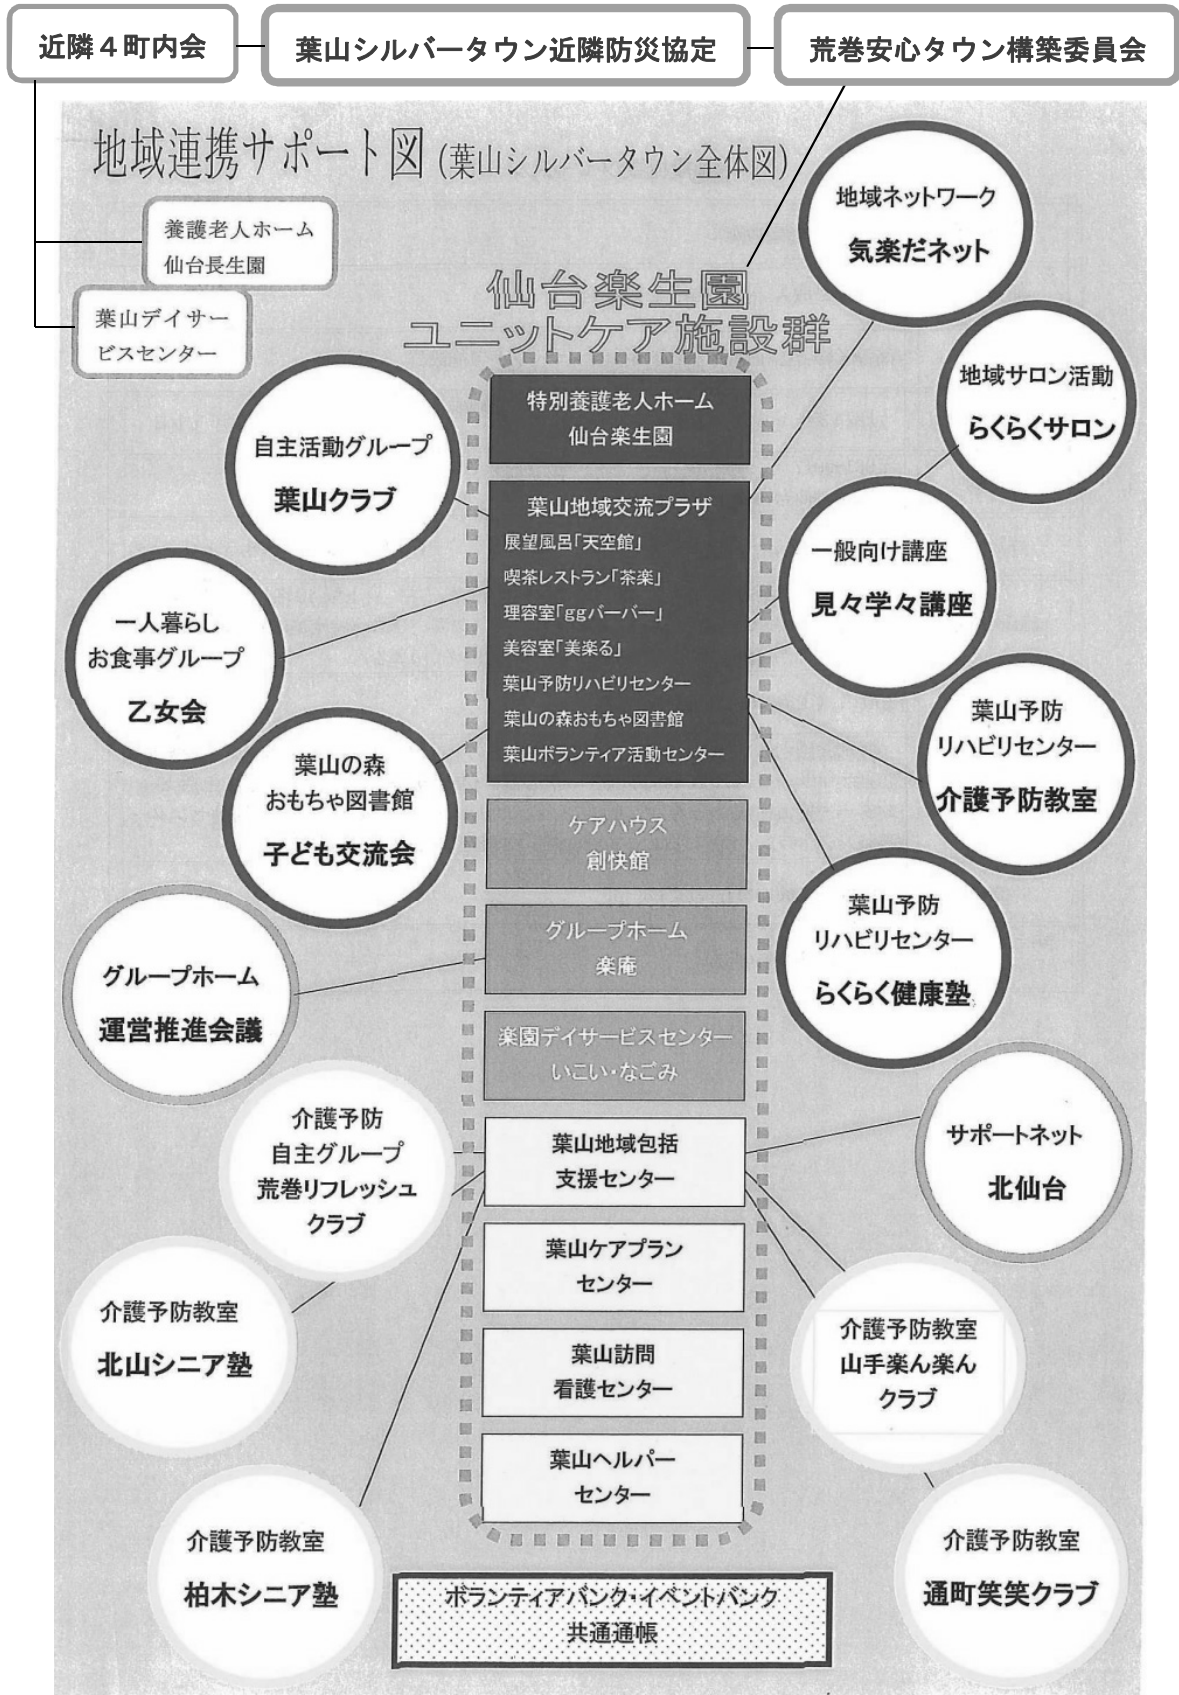 近隣4町内会
葉山シルバータウン近隣防災協定
荒巻安心タウン構築委員会
地域連携サポート図(葉山シルバータウン全体図)
養護老人ホーム
仙台長生園
葉山デイサー
ビスセンター
仙台楽生園
ユニットケア施設群
地域ネットワーク
気楽だネット
地域サロン活動
らくらくサロン
自主活動グループ
葉山クラブ
特別養護老人ホーム
仙台楽生園
葉山地域交流プラザ
展望風呂「天空館」
喫茶レストラン「茶楽」
理容室「ggバーバー」
美容室「美楽る」
葉山予防リハビリセンター
葉山の森おもちゃ図書館
葉山ボランティア活動センター
一般向け講座
見々学々講座
一人暮らし
お食事グループ
乙女会
葉山予防
リハビリセンター
介護予防教室
葉山の森
おもちゃ図書館
子ども交流会
ケアハウス
創快館
葉山予防
リハビリセンター
らくらく健康塾
グループホーム
楽庵
グループホーム
運営推進会議
楽園デイサービスセンター
いこい・なごみ
介護予防
自主グループ
荒巻リフレッシュ
クラブ
葉山地域包括
支援センター
サポートネット
北仙台
葉山ケアプラン
センター
介護予防教室
北山シニア塾
葉山訪問
看護センター
介護予防教室
山手楽ん楽ん
クラブ
葉山ヘルパー
センター
介護予防教室
柏木シニア塾
介護予防教室
通町笑笑クラブ
ボランティアバンク・イベントバンク
共通通帳